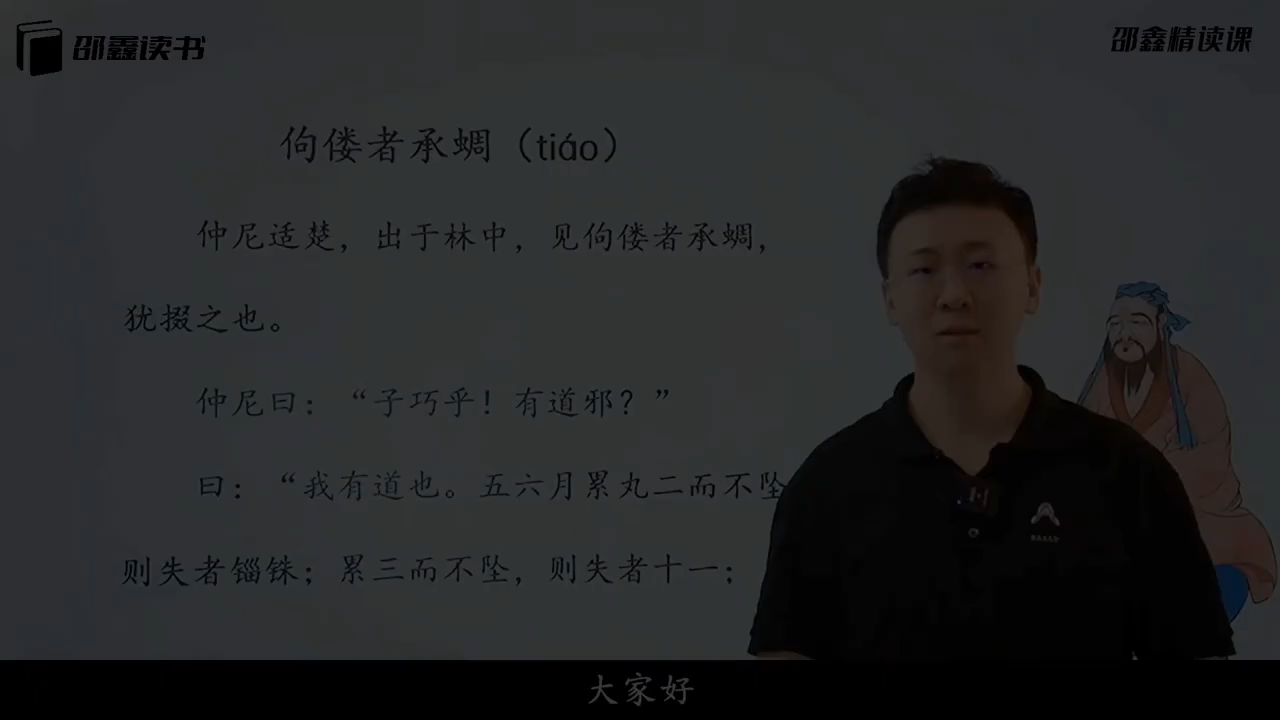 邵鑫读书
邵鑫精读课
佝偻者承蜩（tiáo）
仲尼适楚，出于林中，见佝偻者承蜩，
犹掇之也。
仲尼曰：“子巧乎！有道邪？”
曰：“我有道也。五六月累丸二而不坠
则失者锱铢；累三而不坠，则失者十一；
大家好